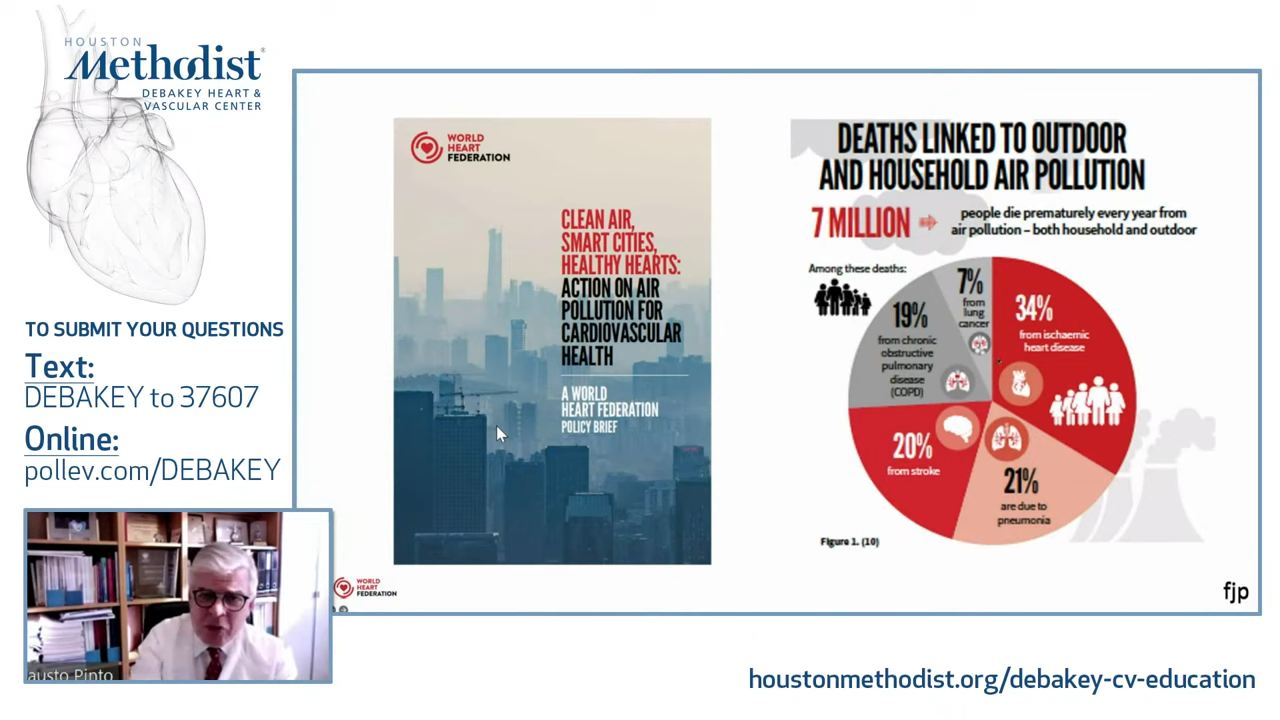 HOUSTON
Methodist
DEBAKEY HEART &
VASCULAR CENTER
TO SUBMIT YOUR QUESTIONS
Text:
DEBAKEY to 37607
Online:
pollev.com/DEBAKEY
austo Pinto
WORLD
HEART
FEDERATION
CLEAN AIR,
SMART CITIES,
HEALTHY HEARTS:
ACTION ON AIR
POLLUTION FOR
CARDIOVASCULAR
HEALTH
A WORLD
HEART FEDERATION
POLICY BRIEF
DEATHS LINKED TO OUTDOOR
AND HOUSEHOLD AIR POLLUTION
7 MILLION
people die prematurely every year from
air pollution – both household and outdoor
Among these deaths:
7%
from
lung
cancer
34%
from ischaemic
heart disease
19%
from chronic
obstructive
pulmonary
disease
(COPD)
20%
from stroke
21%
are due to
pneumonia
Figure 1. (10)
WORLD
HEART
FEDERATION
fjp
houstonmethodist.org/debakey-cv-education